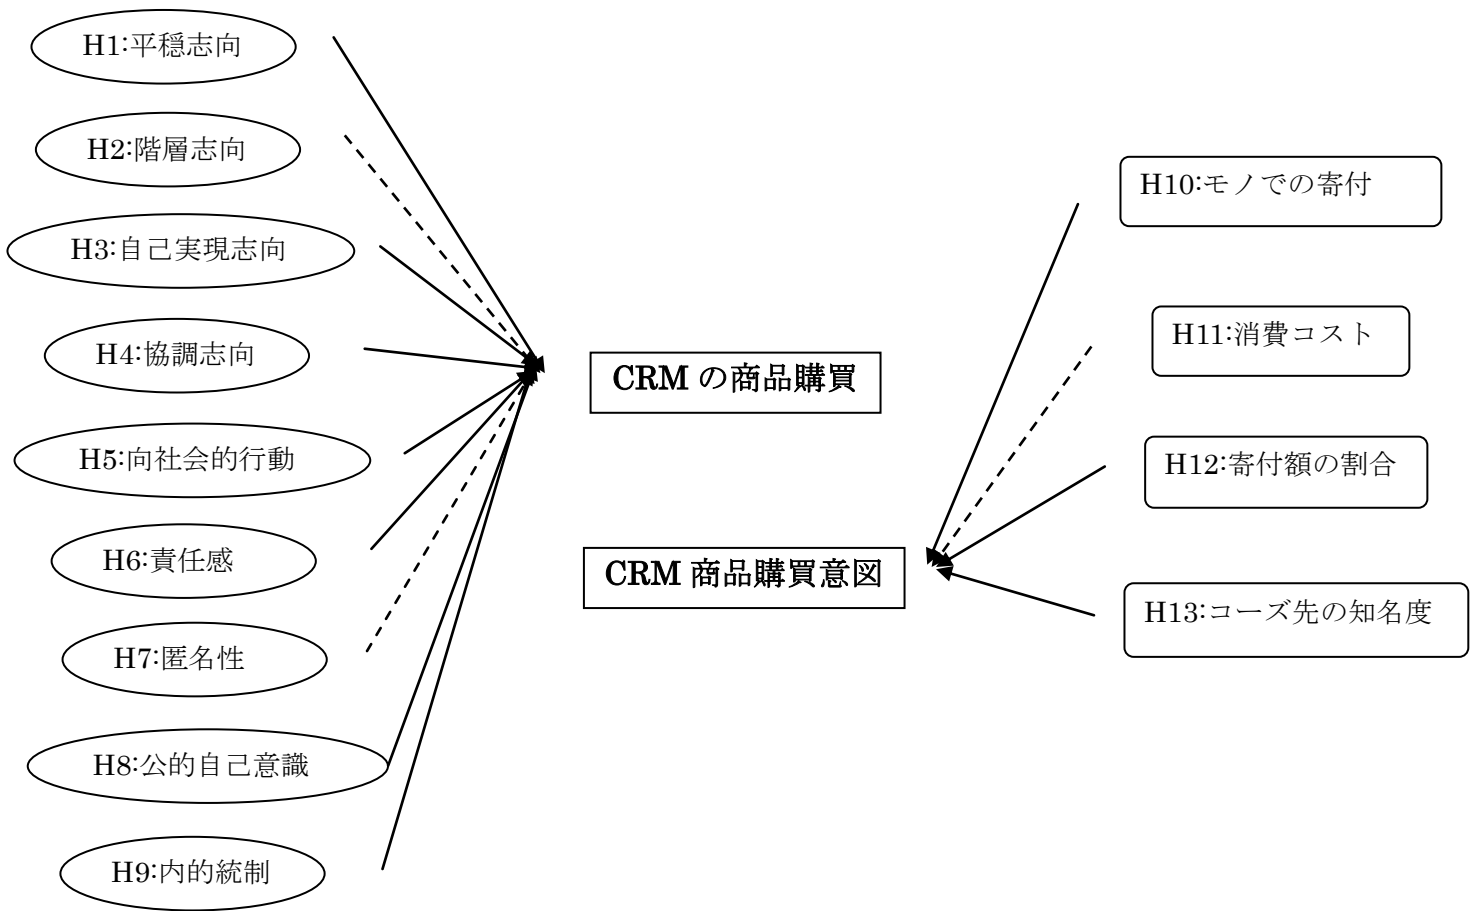 H1:平穏志向
H2:階層志向
H3:自己実現志向
H4:協調志向
H5:向社会的行動
H6:責任感
H7:匿名性
H8:公的自己意識
H9:内的統制
CRM の商品購買
CRM 商品購買意図
H10:モノでの寄付
H11:消費コスト
H12:寄付額の割合
H13:コーズ先の知名度